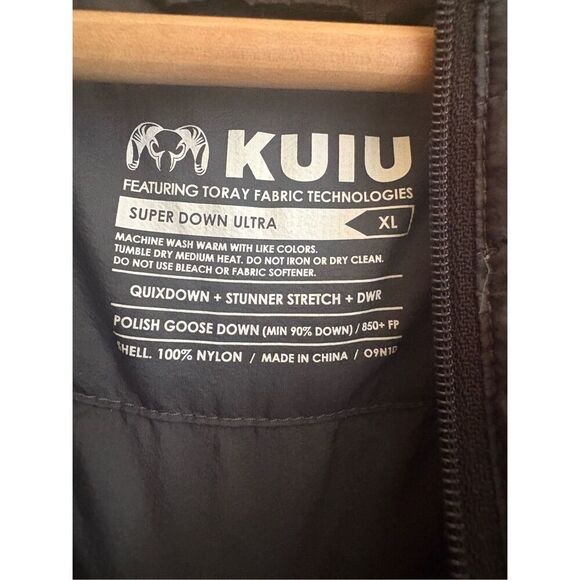 KUIU
FEATURING TORAY FABRIC TECHNOLOGIES
SUPER DOWN ULTRA XL
MACHINE WASH WARM WITH LIKE COLORS.
TUMBLE DRY MEDIUM HEAT. DO NOT IRON OR DRY CLEAN.
DO NOT USE BLEACH OR FABRIC SOFTENER.
QUIXDOWN + STUNNER STRETCH + DWR
POLISH GOOSE DOWN (MIN 90% DOWN) / 850+ FP
SHELL. 100% NYLON / MADE IN CHINA / O9N1D